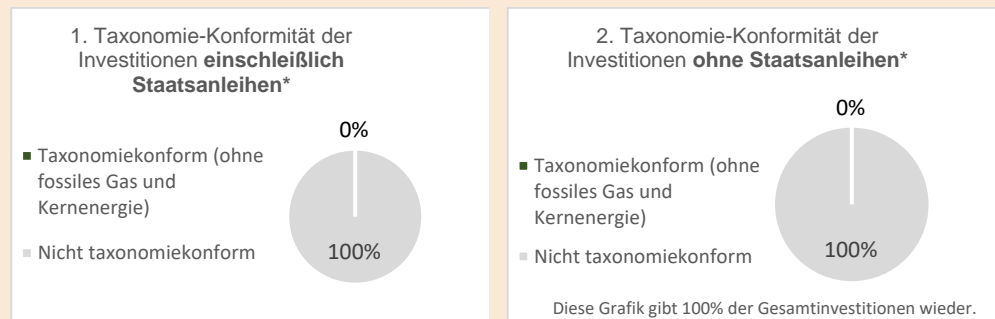 1. Taxonomie-Konformität der
Investitionen einschleißlich
Staatsanleihen*
0%
Taxonomiekonform (ohne
fossiles Gas und
Kernenergie)
Nicht taxonomiekonform
100%
2. Taxonomie-Konformität der
Investitionen ohne Staatsanleihen*
0%
Taxonomiekonform (ohne
fossiles Gas und
Kernenergie)
Nicht taxonomiekonform
100%
Diese Grafik gibt 100% der Gesamtinvestitionen wieder.